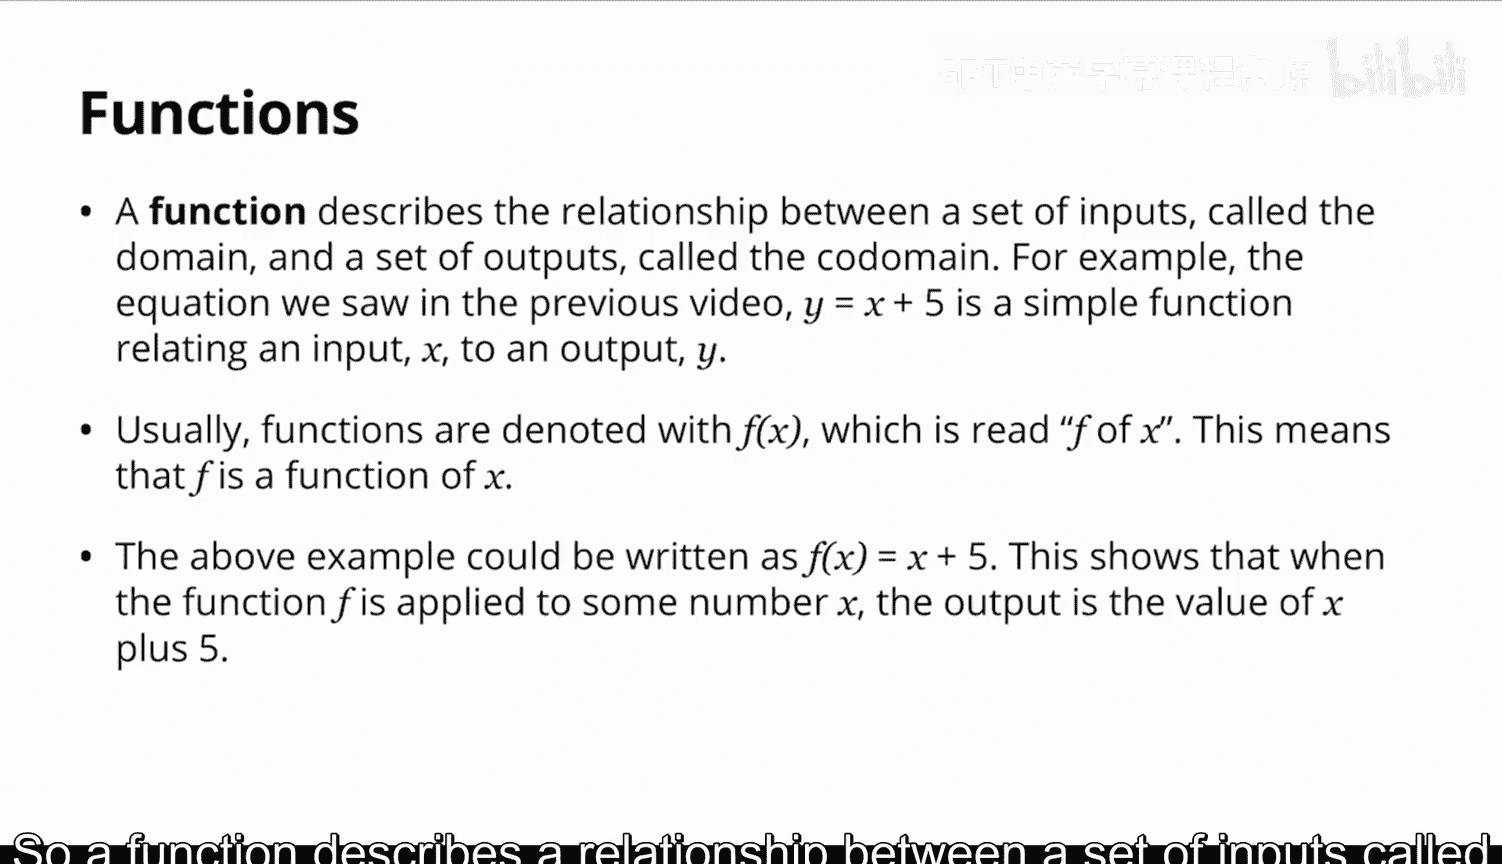 bilibili
Functions
• A function describes the relationship between a set of inputs, called the
domain, and a set of outputs, called the codomain. For example, the
equation we saw in the previous video, y = x + 5 is a simple function
relating an input, x, to an output, y.
• Usually, functions are denoted with f(x), which is read “f of x”. This means
that f is a function of x.
• The above example could be written as f(x) = x + 5. This shows that when
the function f is applied to some number x, the output is the value of x
plus 5.
So a function describes a relationship between a set of inputs called